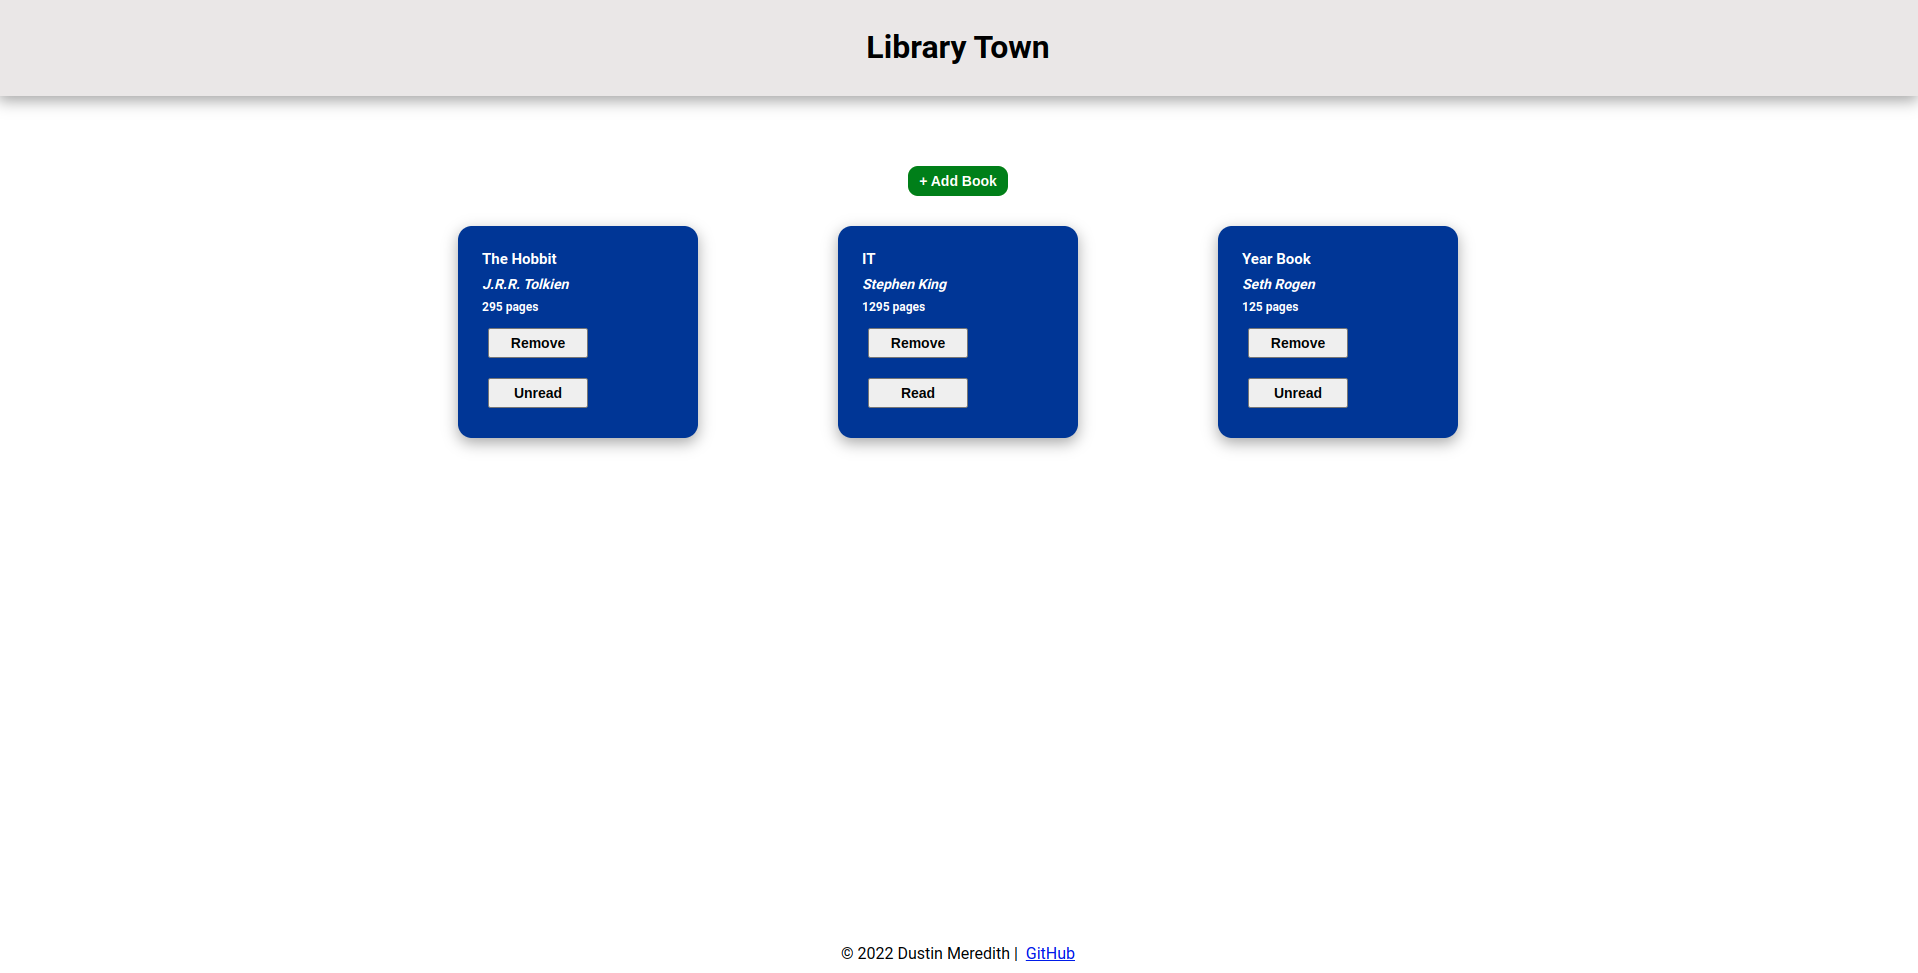 Library Town
+ Add Book
The Hobbit
J.R.R. Tolkien
295 pages
Remove
Unread
IT
Stephen King
1295 pages
Remove
Read
Year Book
Seth Rogen
125 pages
Remove
Unread
© 2022 Dustin Meredith | GitHub